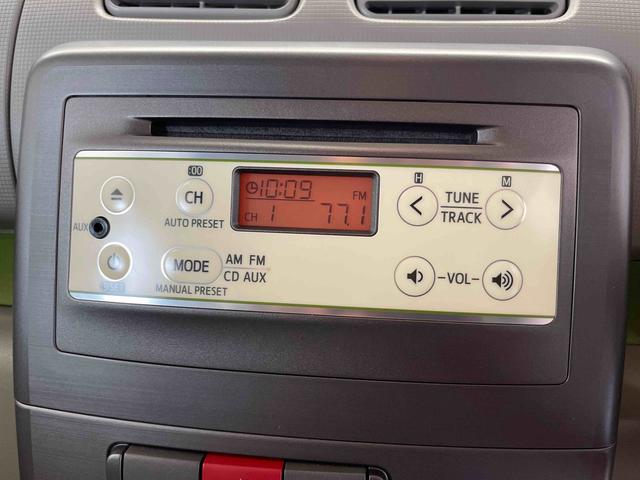 :00
H
M
CH
10:09
FM
TUNE
TRACK
AUTO PRESET
CH 1 77.1
AUX
MODE
AM FM
CD AUX
VOL
MANUAL PRESET